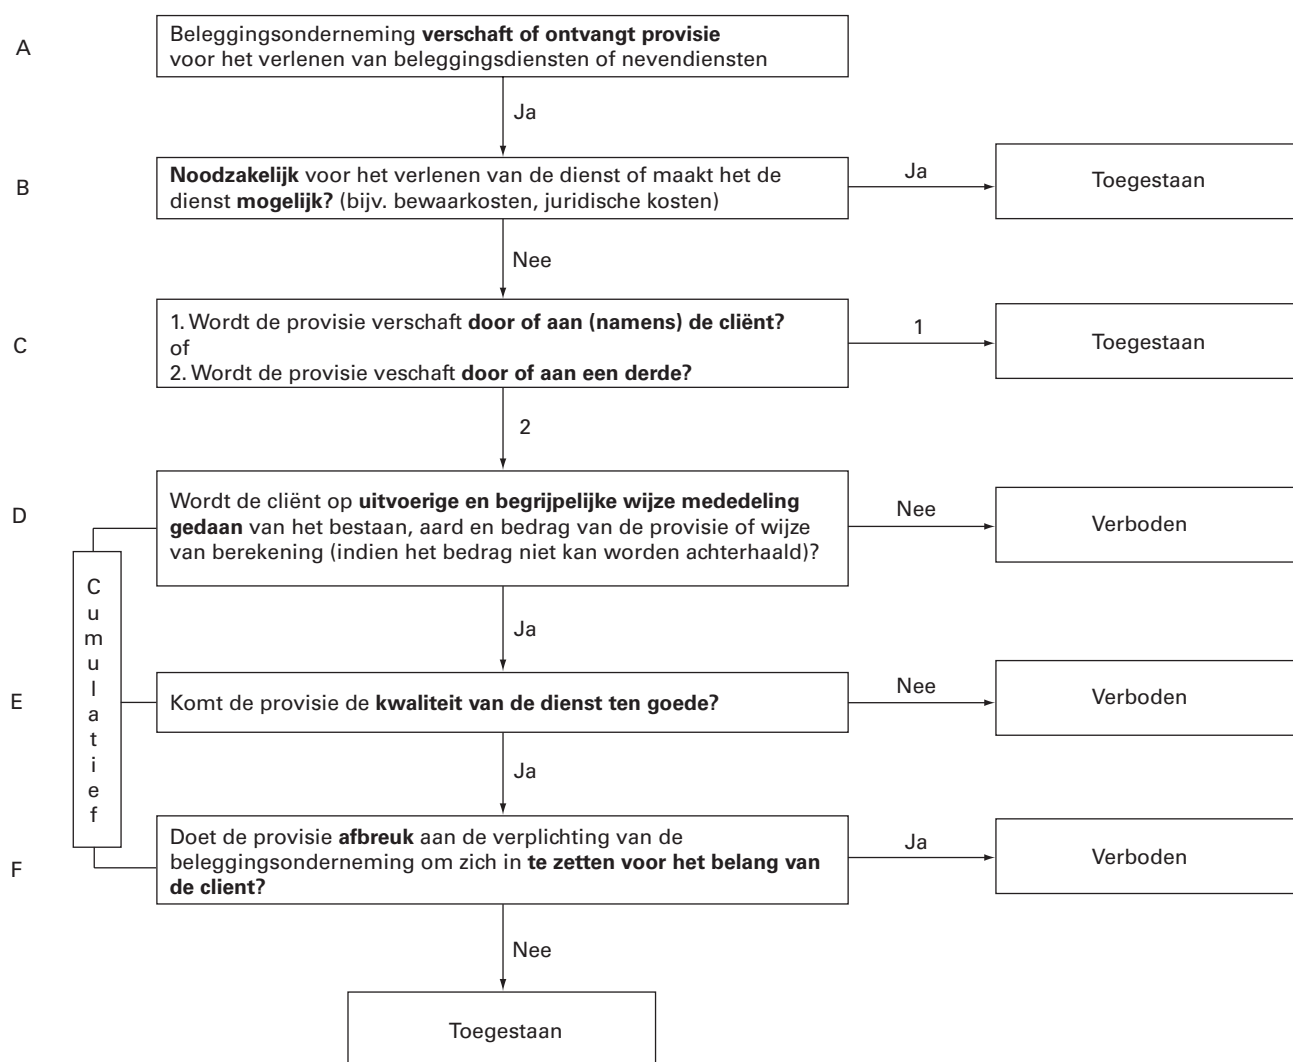 A
Beleggingsonderneming verschaft of ontvangt provisie
voor het verlenen van beleggingsdiensten of nevendiensten
Ja
B
Noodzakelijk voor het verlenen van de dienst of maakt het de
dienst mogelijk? (bijv. bewaarkosten, juridische kosten)
Ja
Toegestaan
Nee
C
1. Wordt de provisie verschaft door of aan (namens) de cliënt?
of
2. Wordt de provisie veschaft door of aan een derde?
1
Toegestaan
2
D
Wordt de cliënt op uitvoerige en begrijpelijke wijze mededeling
gedaan van het bestaan, aard en bedrag van de provisie of wijze
van berekening (indien het bedrag niet kan worden achterhaald)?
Nee
Verboden
Cumulatief
Ja
E
Komt de provisie de kwaliteit van de dienst ten goede?
Nee
Verboden
Ja
F
Doet de provisie afbreuk aan de verplichting van de
beleggingsonderneming om zich in te zetten voor het belang van
de client?
Ja
Verboden
Nee
Toegestaan